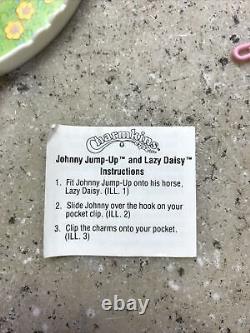 Charmkins
Johnny Jump-Up™ and Lazy Daisy™
Instructions
1. Fit Johnny Jump-Up onto his horse,
Lazy Daisy. (ILL. 1)
2. Slide Johnny over the hook on your
pocket clip. (ILL. 2)
3. Clip the charms onto your pocket.
(ILL. 3)